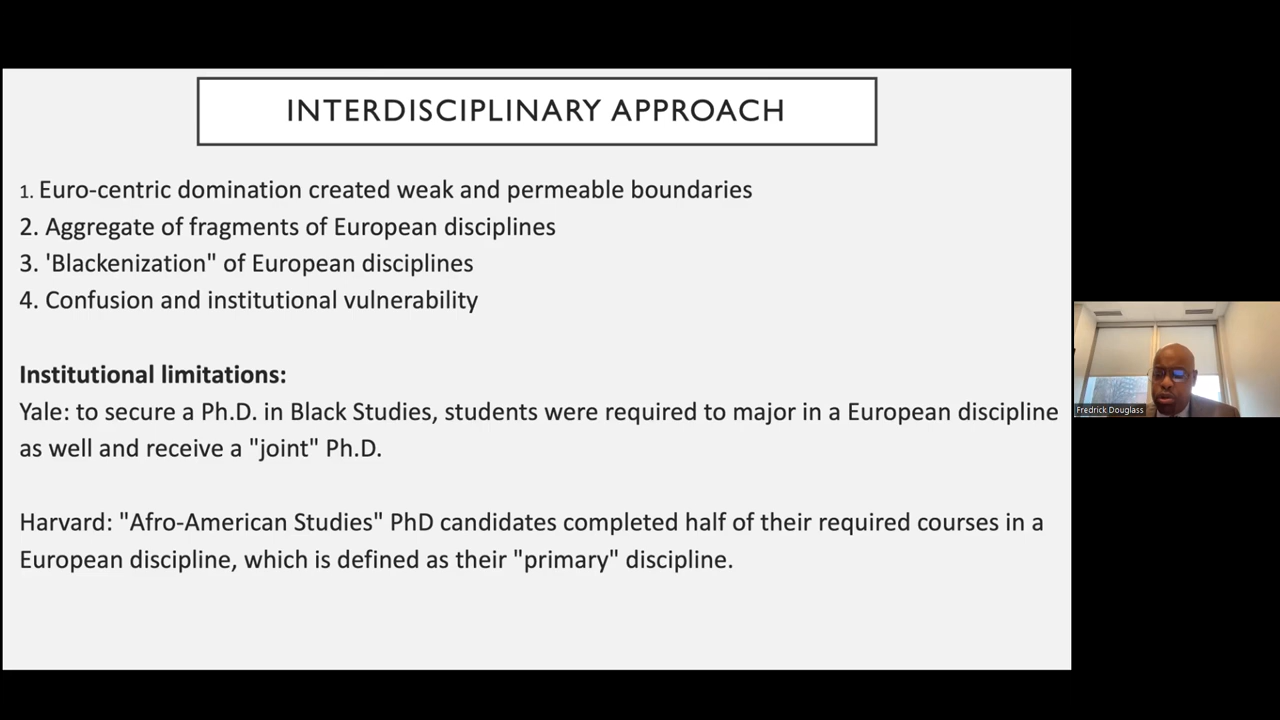 INTERDISCIPLINARY APPROACH
1. Euro-centric domination created weak and permeable boundaries
2. Aggregate of fragments of European disciplines
3. 'Blackenization" of European disciplines
4. Confusion and institutional vulnerability
Institutional limitations:
Yale: to secure a Ph.D. in Black Studies, students were required to major in a European discipline
as well and receive a "joint" Ph.D.
Harvard: "Afro-American Studies" PhD candidates completed half of their required courses in a
European discipline, which is defined as their "primary" discipline.
Fredrick Douglass